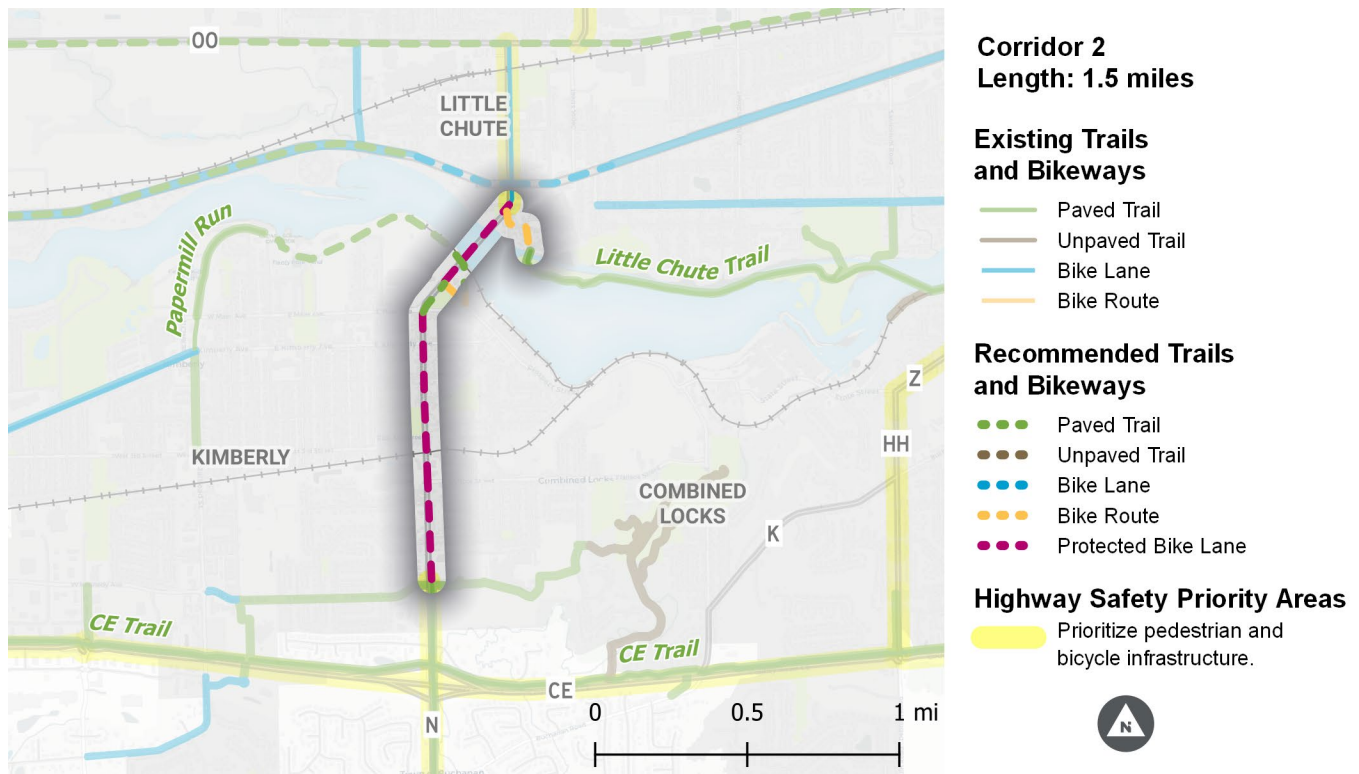 OO
LITTLE
CHUTE
Papermill Run
Little Chute Trail
Z
HH
KIMBERLY
COMBINED
LOCKS
K
CE Trail
CE Trail
CE
N
0 0.5 1 mi
Corridor 2
Length: 1.5 miles
Existing Trails
and Bikeways
Paved Trail
Unpaved Trail
Bike Lane
Bike Route
Recommended Trails
and Bikeways
Paved Trail
Unpaved Trail
Bike Lane
Bike Route
Protected Bike Lane
Highway Safety Priority Areas
Prioritize pedestrian and
bicycle infrastructure.
N